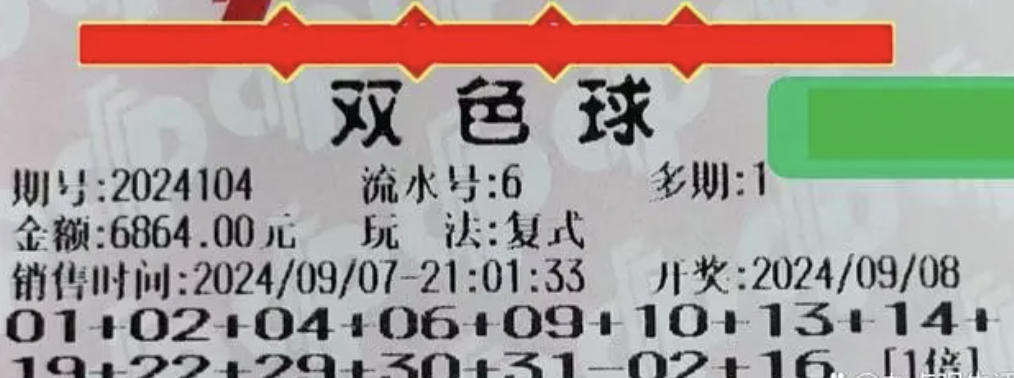 双色球
期号:2024104 流水号:6 多期:1
金额:6864.00元 玩 法:复式
销售时间:2024/09/07-21:01:33 开奖:2024/09/08
01+02+04+06+09+10+13+14+
19+22+29+30+31-02+16 [1倍]